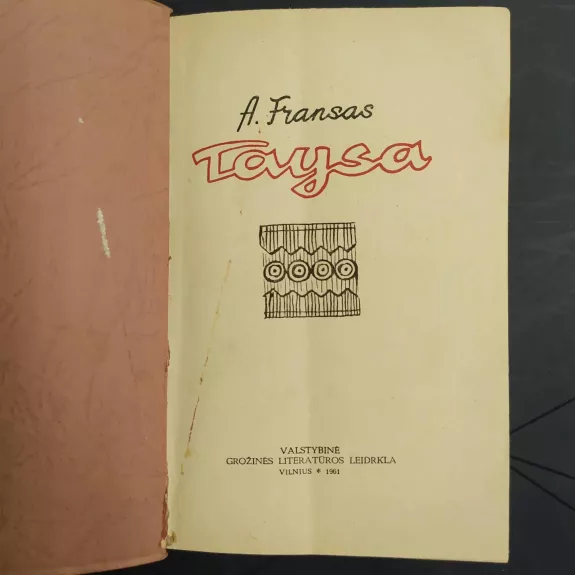 A. Fransas
Taysa
VALSTYBINĖ
GROŽINĖS LITERATŪROS LEIDRKLA
VILNIUS * 1961